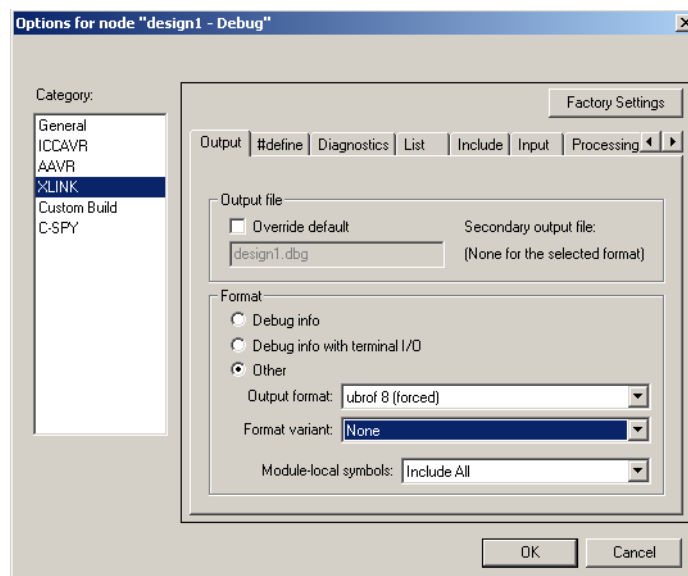 Options for node "design1 - Debug"
Category:
Factory Settings
General
ICCAVR
AAVR
XLINK
Custom Build
C-SPY
Output #define Diagnostics List Include Input Processing
Output file
Override default
Secondary output file:
design1.dbg
(None for the selected format)
Format
Debug info
Debug info with terminal I/O
Other
Output format: ubrof 8 (forced)
Format variant: None
Module-local symbols: Include All
OK Cancel